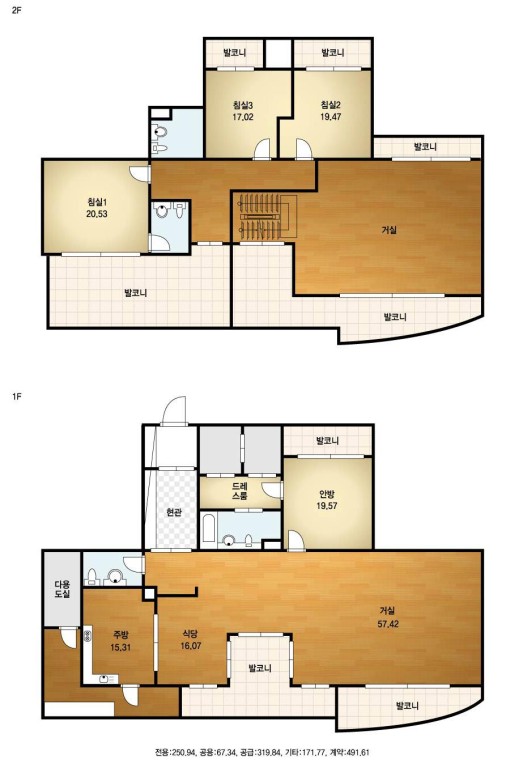 2F
발코니
발코니
침실3
17,02
침실2
19,47
발코니
침실1
20,53
거실
발코니
발코니
1F
발코니
드레
스룸
안방
19,57
현관
다용
도실
주방
15,31
식당
16,07
거실
57,42
발코니
발코니
전용:250,94, 공용:67,34, 공급:319,84, 기타:171,77, 계약:491,61